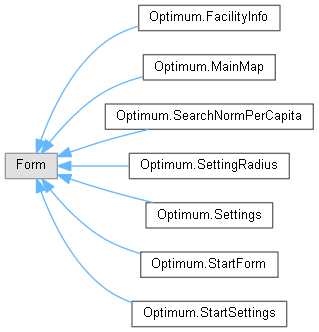 Optimum.FacilityInfo
Optimum.MainMap
Optimum.SearchNormPerCapita
Form
Optimum.SettingRadius
Optimum.Settings
Optimum.StartForm
Optimum.StartSettings